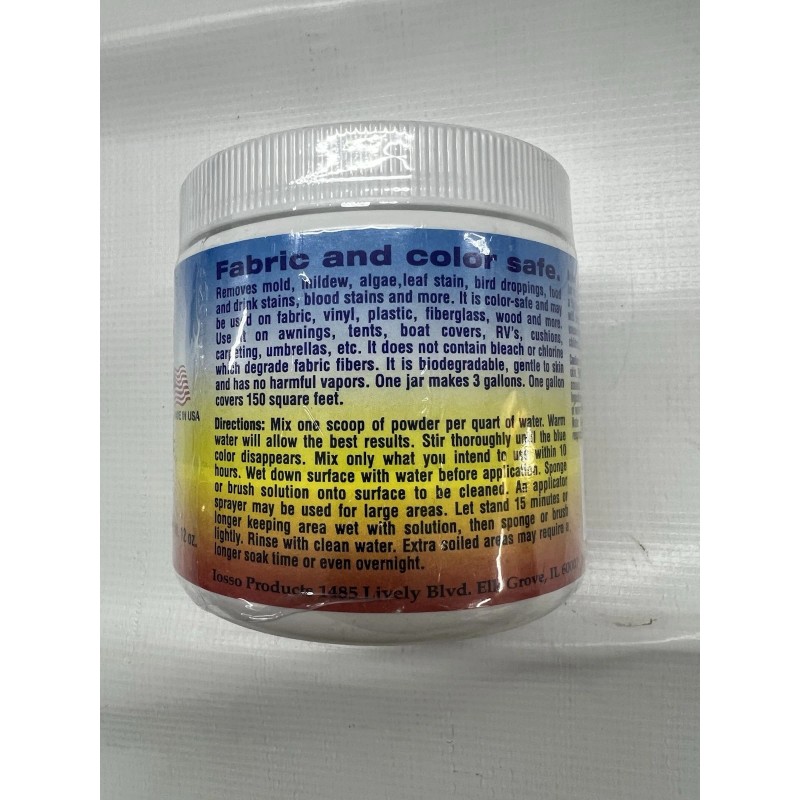 Fabric and color safe.
Removes mold, mildew, algae,leaf stain, bird droppings, food
and drink stains, blood stains and more. It is color-safe and may
be used on fabric, vinyl, plastic, fiberglass, wood and more.
Use it on awnings, tents, boat covers, RV's, cushions,
carpeting, umbrellas, etc. It does not contain bleach or chlorine
which degrade fabric fibers. It is biodegradable, gentle to skin
and has no harmful vapors. One jar makes 3 gallons. One gallon
covers 150 square feet.
Directions: Mix one scoop of powder per quart of water. Warm
water will allow the best results. Stir thoroughly until the blue
color disappears. Mix only what you intend to use within 10
hours. Wet down surface with water before application. Sponge
or brush solution onto surface to be cleaned. An applicator
sprayer may be used for large areas. Let stand 15 minutes or
longer keeping area wet with solution, then sponge or brush
lightly. Rinse with clean water. Extra soiled areas may require a
longer soak time or even overnight.
Iosso Products 1485 Lively Blvd. Elk Grove, IL
IN USA
12 oz.